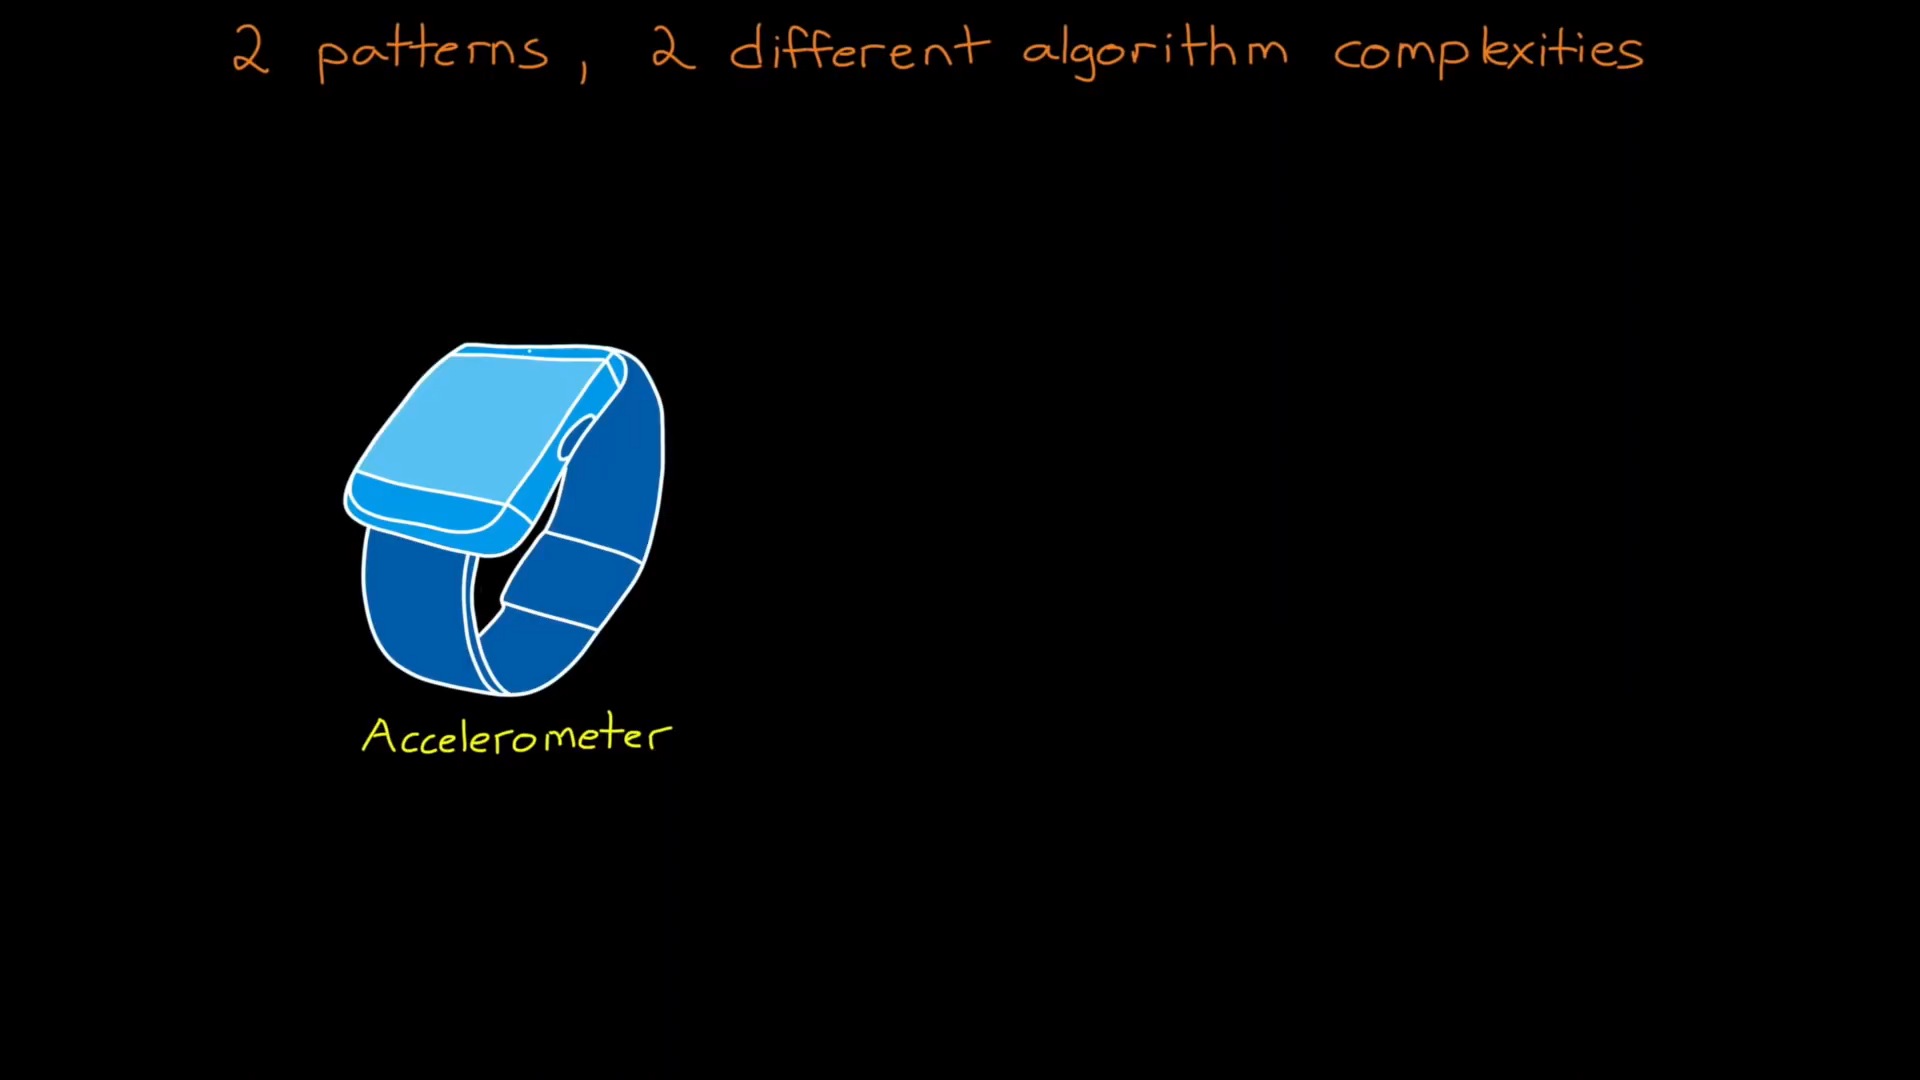 2 patterns, 2 different algorithm complexities
Accelerometer